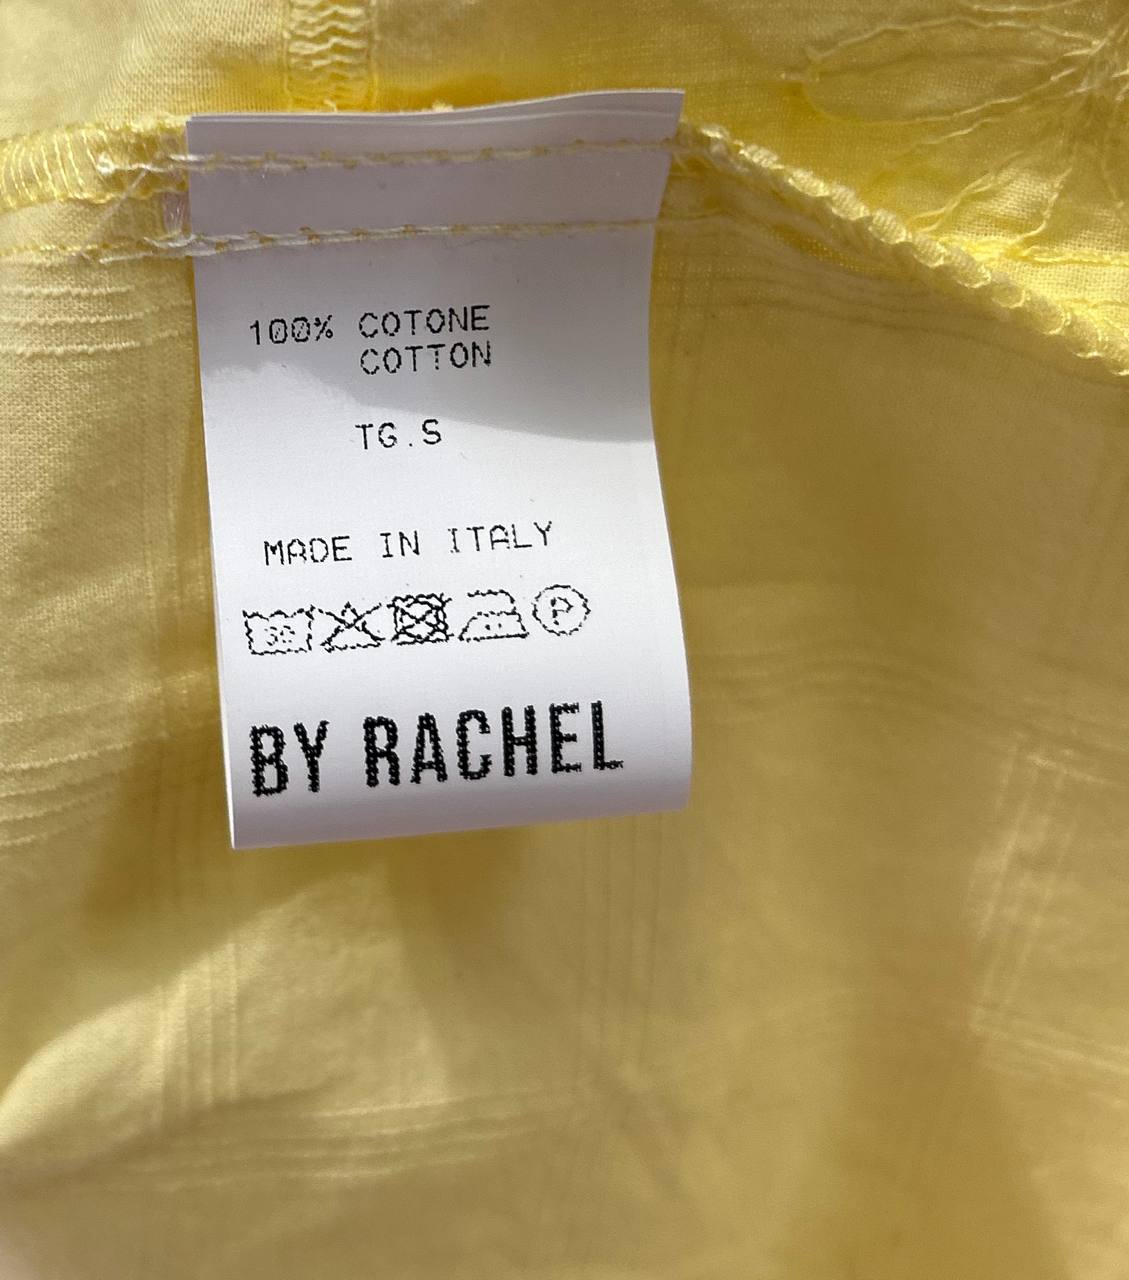 100% COTONE
COTTON
TG.S
MADE IN ITALY
30 P
BY RACHEL